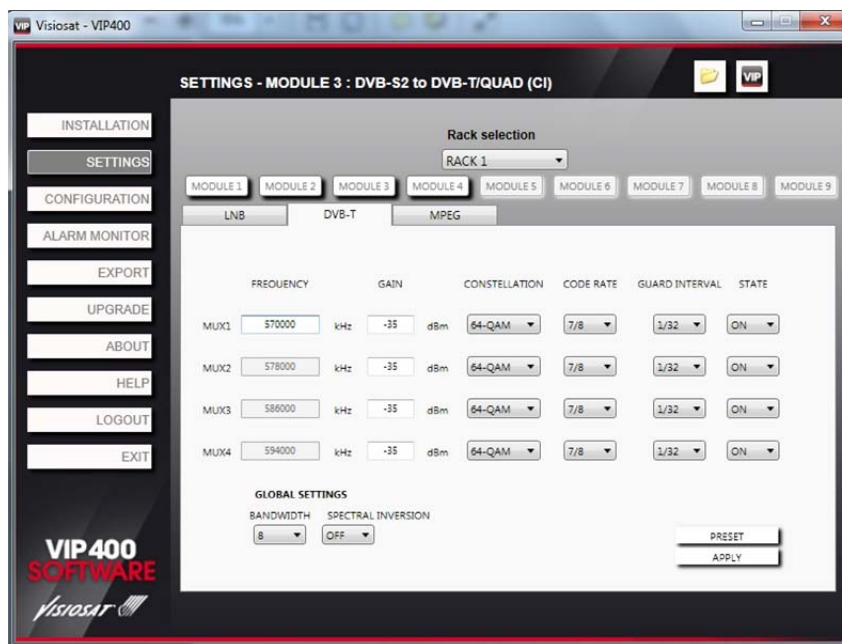 VIP Visiosat - VIP400
SETTINGS - MODULE 3 : DVB-S2 to DVB-T/QUAD (CI)
VIP
INSTALLATION
SETTINGS
CONFIGURATION
ALARM MONITOR
EXPORT
UPGRADE
ABOUT
HELP
LOGOUT
EXIT
Rack selection
RACK 1
MODULE 1 MODULE 2 MODULE 3 MODULE 4 MODULE 5 MODULE 6 MODULE 7 MODULE 8 MODULE 9
LNB DVB-T MPEG
FREQUENCY GAIN CONSTELLATION CODE RATE GUARD INTERVAL STATE
MUX1 570000 kHz -35 dBm 64-QAM 7/8 1/32 ON
MUX2 578000 kHz -35 dBm 64-QAM 7/8 1/32 ON
MUX3 586000 kHz -35 dBm 64-QAM 7/8 1/32 ON
MUX4 594000 kHz -35 dBm 64-QAM 7/8 1/32 ON
GLOBAL SETTINGS
BANDWIDTH SPECTRAL INVERSION
8 OFF
PRESET
APPLY
VIP400
SOFTWARE
VISIOSAT